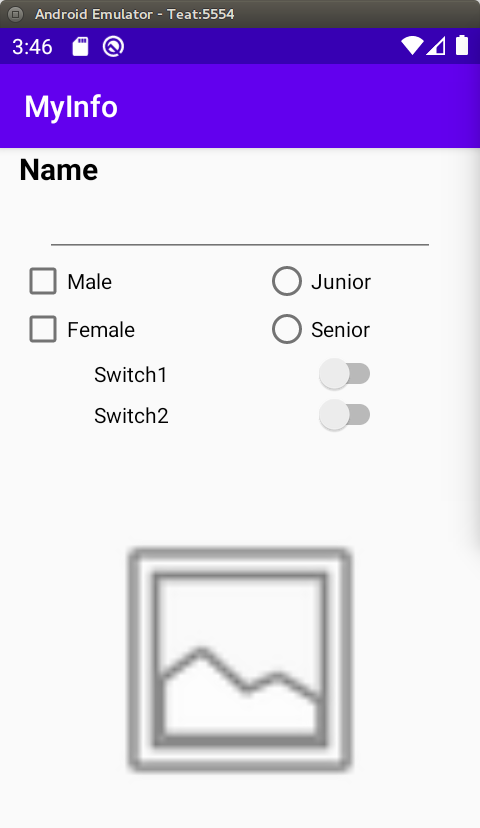 Android Emulator - Teat:5554
3:46
MyInfo
Name
Male Junior
Female Senior
Switch1
Switch2